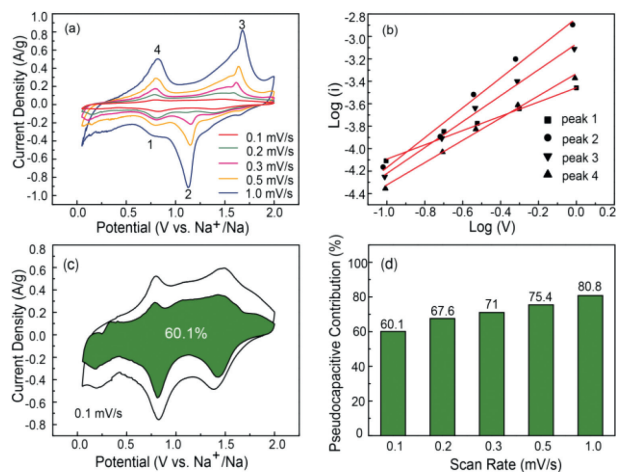 (a)
3
4
1
2
0.1 mV/s
0.2 mV/s
0.3 mV/s
0.5 mV/s
1.0 mV/s
1.0
0.8
0.6
0.4
0.2
0.0
-0.2
-0.4
-0.6
-0.8
-1.0
Current Density (A/g)
0.0 0.5 1.0 1.5 2.0
Potential (V vs. Na+/Na)
(b)
-2.8
-3.2
-3.6
-4.0
-4.4
Log (i)
peak 1
peak 2
peak 3
peak 4
-1.0 -0.8 -0.6 -0.4 -0.2 0.0 0.2
Log (V)
(c)
60.1%
0.1 mV/s
0.8
0.6
0.4
0.2
0.0
-0.2
-0.4
-0.6
-0.8
Current Density (A/g)
0.0 0.5 1.0 1.5 2.0
Potential (V vs. Na+/Na)
(d)
100
80
60
40
20
0
Pseudocapacitive Contribution (%)
60.1 67.6 71 75.4 80.8
0.1 0.2 0.3 0.5 1.0
Scan Rate (mV/s)